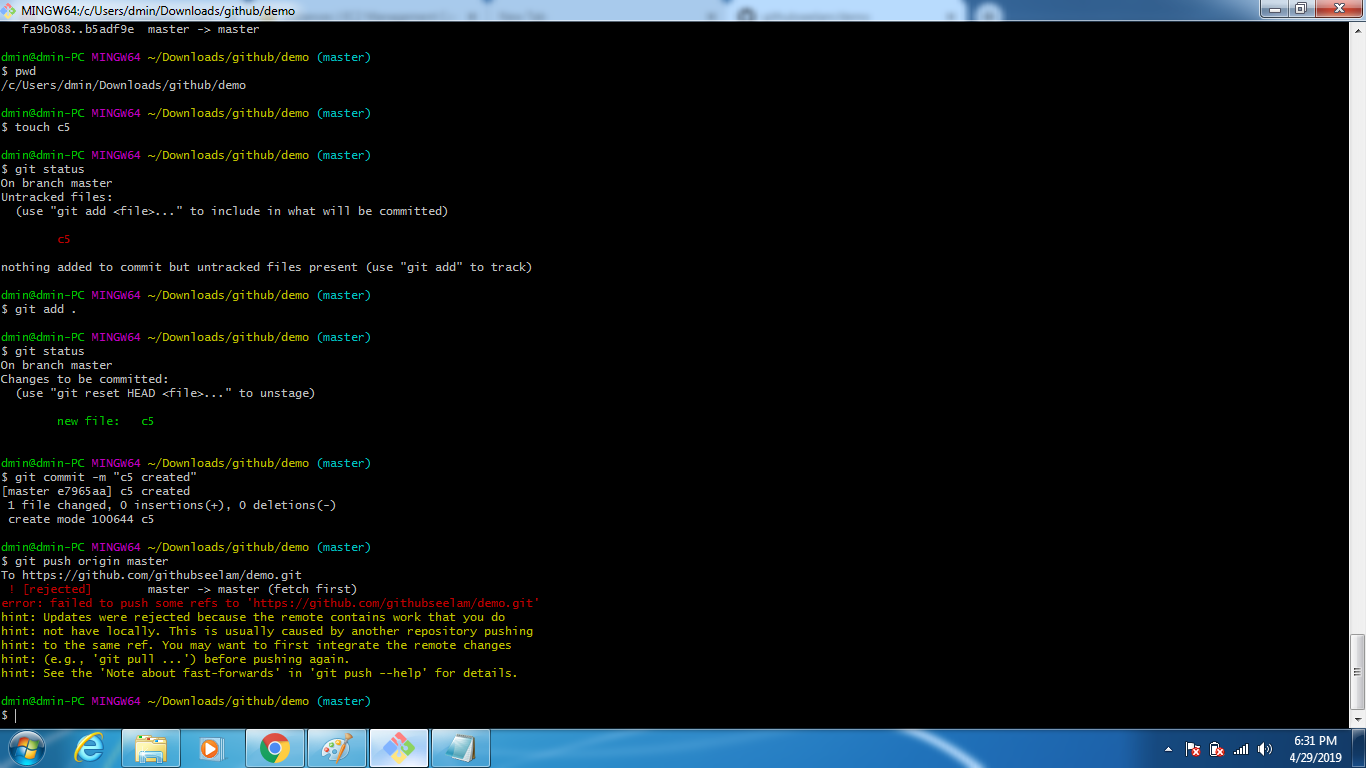 MINGW64:/c/Users/dmin/Downloads/github/demo
fa9b088..b5adf9e  master -> master
dmin@dmin-PC MINGW64 ~/Downloads/github/demo (master)
$ pwd
/c/Users/dmin/Downloads/github/demo
dmin@dmin-PC MINGW64 ~/Downloads/github/demo (master)
$ touch c5
dmin@dmin-PC MINGW64 ~/Downloads/github/demo (master)
$ git status
On branch master
Untracked files:
  (use "git add <file>..." to include in what will be committed)
        c5
nothing added to commit but untracked files present (use "git add" to track)
dmin@dmin-PC MINGW64 ~/Downloads/github/demo (master)
$ git add .
dmin@dmin-PC MINGW64 ~/Downloads/github/demo (master)
$ git status
On branch master
Changes to be committed:
  (use "git reset HEAD <file>..." to unstage)
        new file:   c5
dmin@dmin-PC MINGW64 ~/Downloads/github/demo (master)
$ git commit -m "c5 created"
[master e7965aa] c5 created
 1 file changed, 0 insertions(+), 0 deletions(-)
 create mode 100644 c5
dmin@dmin-PC MINGW64 ~/Downloads/github/demo (master)
$ git push origin master
To https://github.com/githubseelam/demo.git
 ! [rejected]        master -> master (fetch first)
error: failed to push some refs to 'https://github.com/githubseelam/demo.git'
hint: Updates were rejected because the remote contains work that you do
hint: not have locally. This is usually caused by another repository pushing
hint: to the same ref. You may want to first integrate the remote changes
hint: (e.g., 'git pull ...') before pushing again.
hint: See the 'Note about fast-forwards' in 'git push --help' for details.
dmin@dmin-PC MINGW64 ~/Downloads/github/demo (master)
$
6:31 PM
4/29/2019